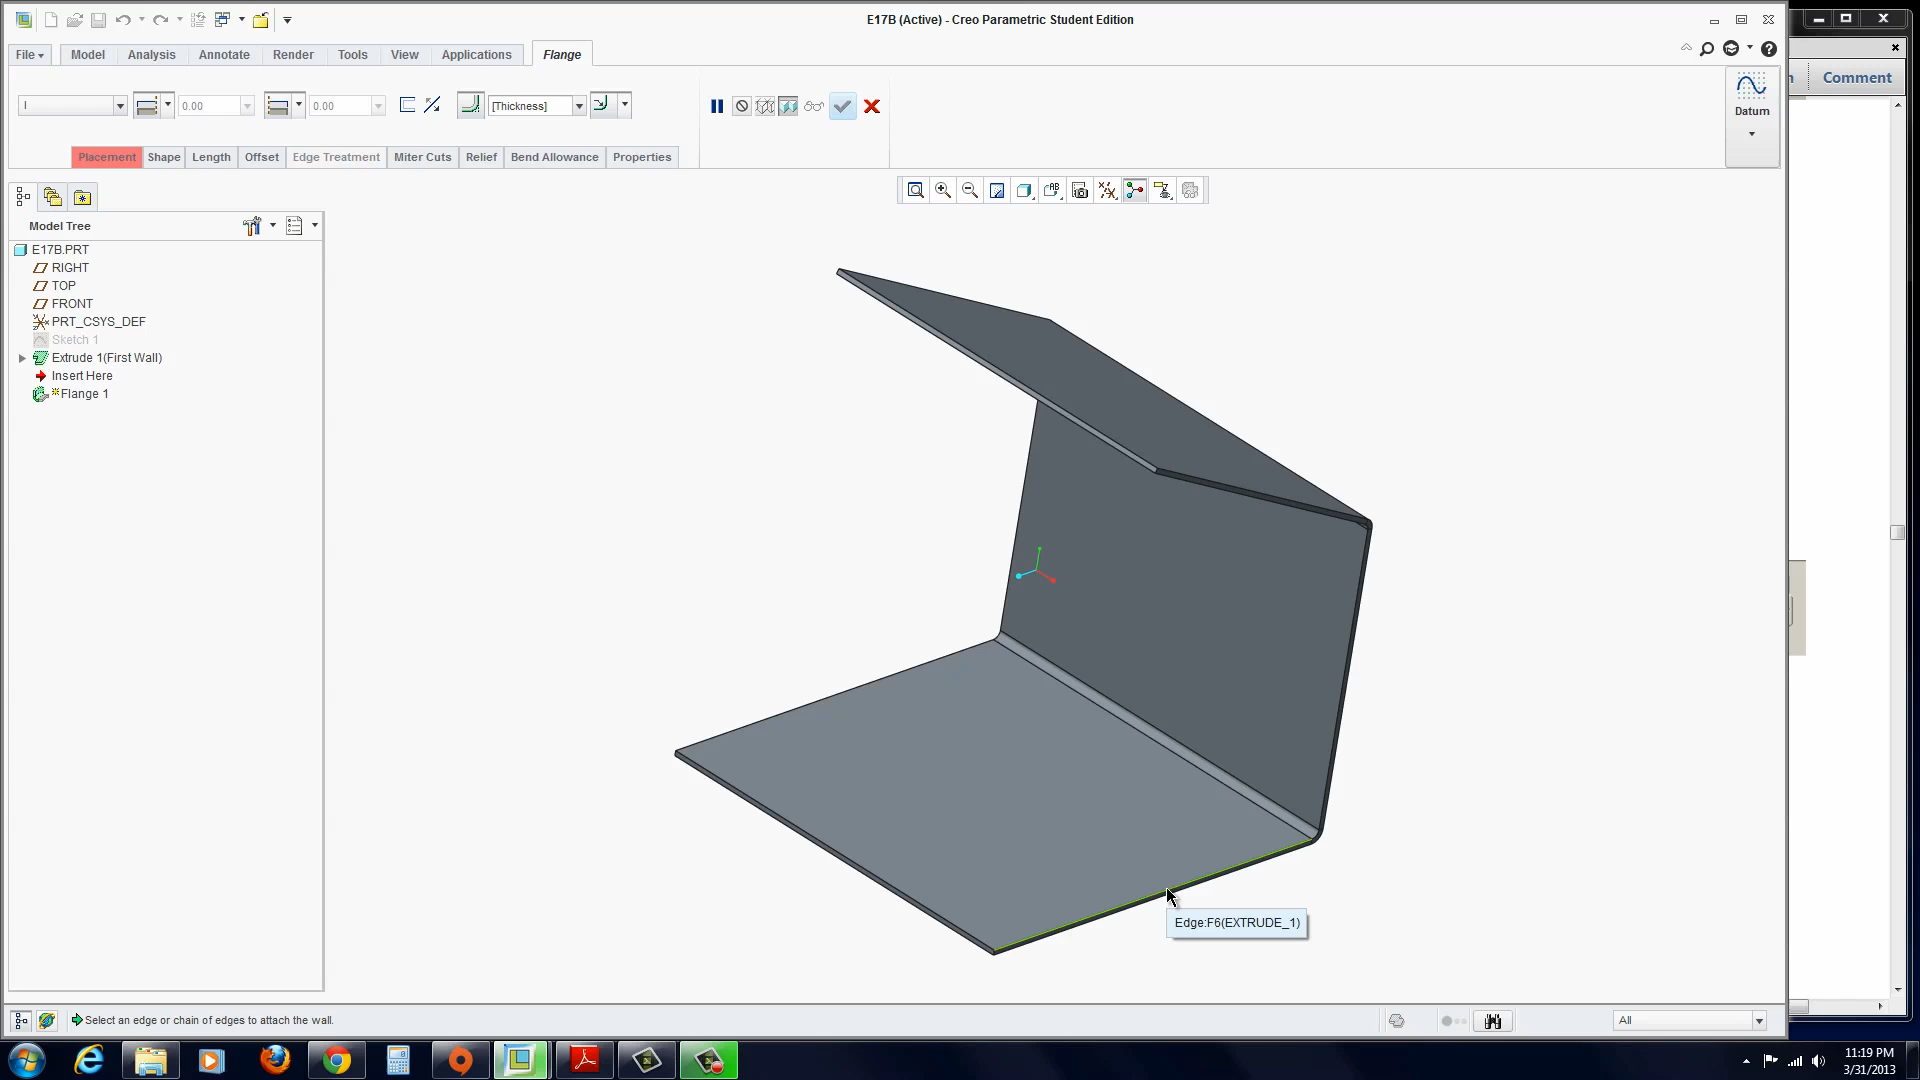 E17B (Active) - Creo Parametric Student Edition
File
Model
Analysis
Annotate
Render
Tools
View
Applications
Flange
Comment
I
0.00
0.00
[Thickness]
Datum
Placement
Shape
Length
Offset
Edge Treatment
Miter Cuts
Relief
Bend Allowance
Properties
Model Tree
E17B.PRT
RIGHT
TOP
FRONT
PRT_CSYS_DEF
Sketch 1
Extrude 1(First Wall)
Insert Here
Flange 1
Edge:F6(EXTRUDE_1)
Select an edge or chain of edges to attach the wall.
All
11:19 PM
3/31/2013